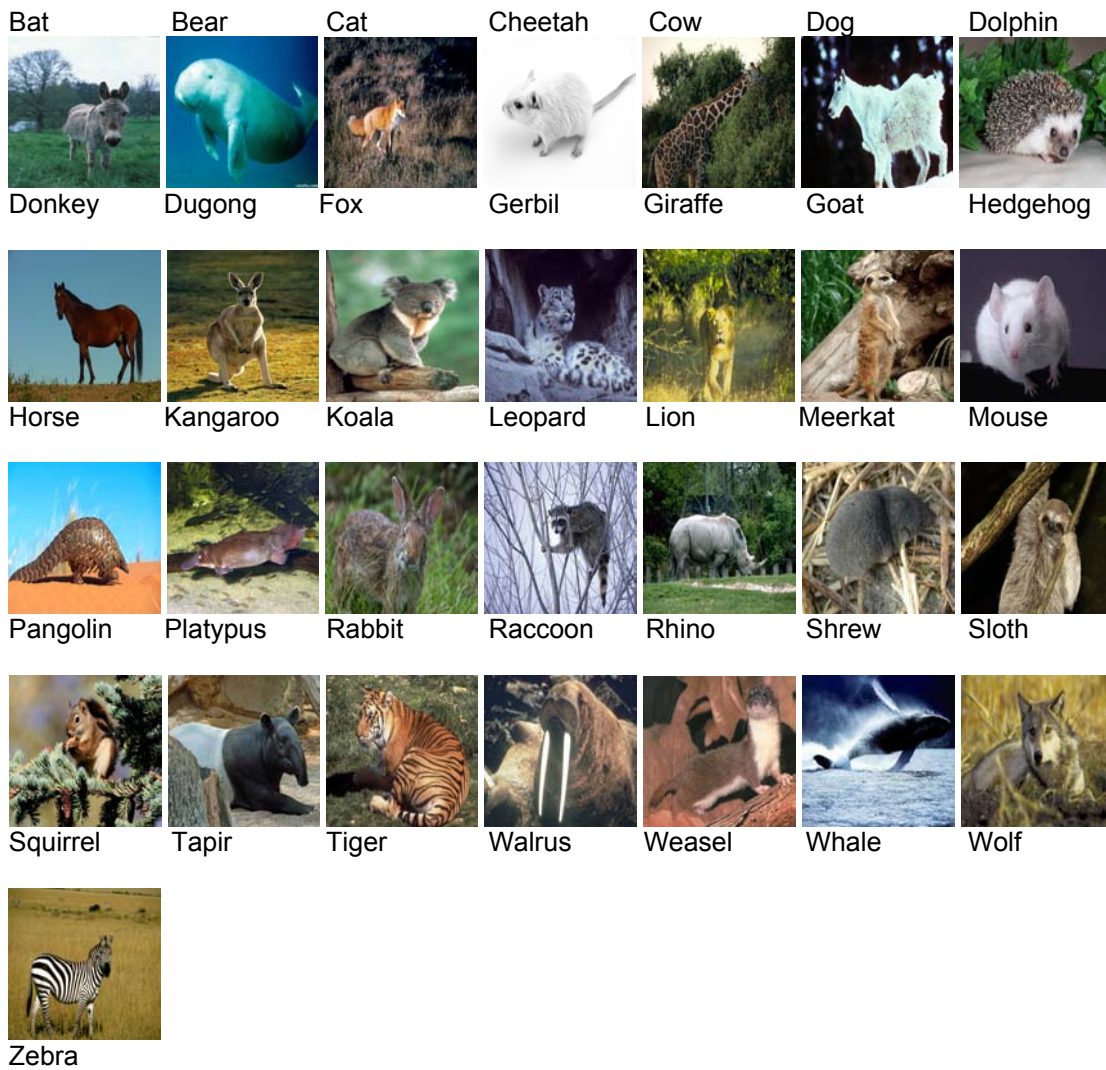 Bat Bear Cat Cheetah Cow Dog Dolphin
Donkey Dugong Fox Gerbil Giraffe Goat Hedgehog
Horse Kangaroo Koala Leopard Lion Meerkat Mouse
Pangolin Platypus Rabbit Raccoon Rhino Shrew Sloth
Squirrel Tapir Tiger Walrus Weasel Whale Wolf
Zebra